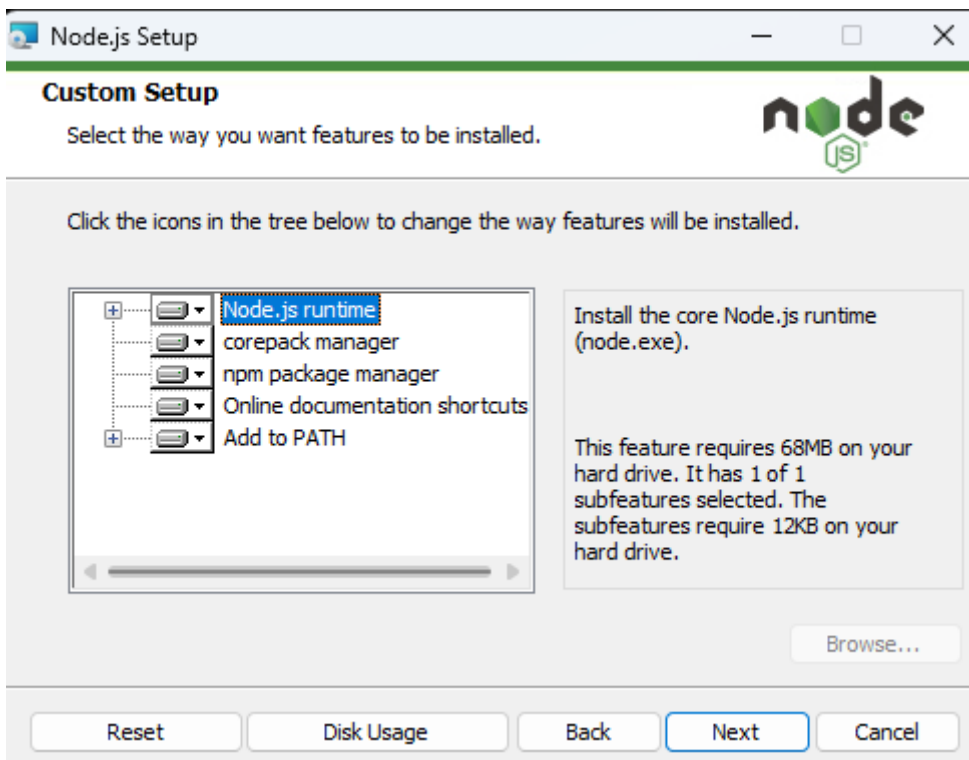 Node.js Setup
Custom Setup
Select the way you want features to be installed.
node
JS
Click the icons in the tree below to change the way features will be installed.
Node.js runtime
corepack manager
npm package manager
Online documentation shortcuts
Add to PATH
Install the core Node.js runtime
(node.exe).
This feature requires 68MB on your
hard drive. It has 1 of 1
subfeatures selected. The
subfeatures require 12KB on your
hard drive.
Browse...
Reset
Disk Usage
Back
Next
Cancel